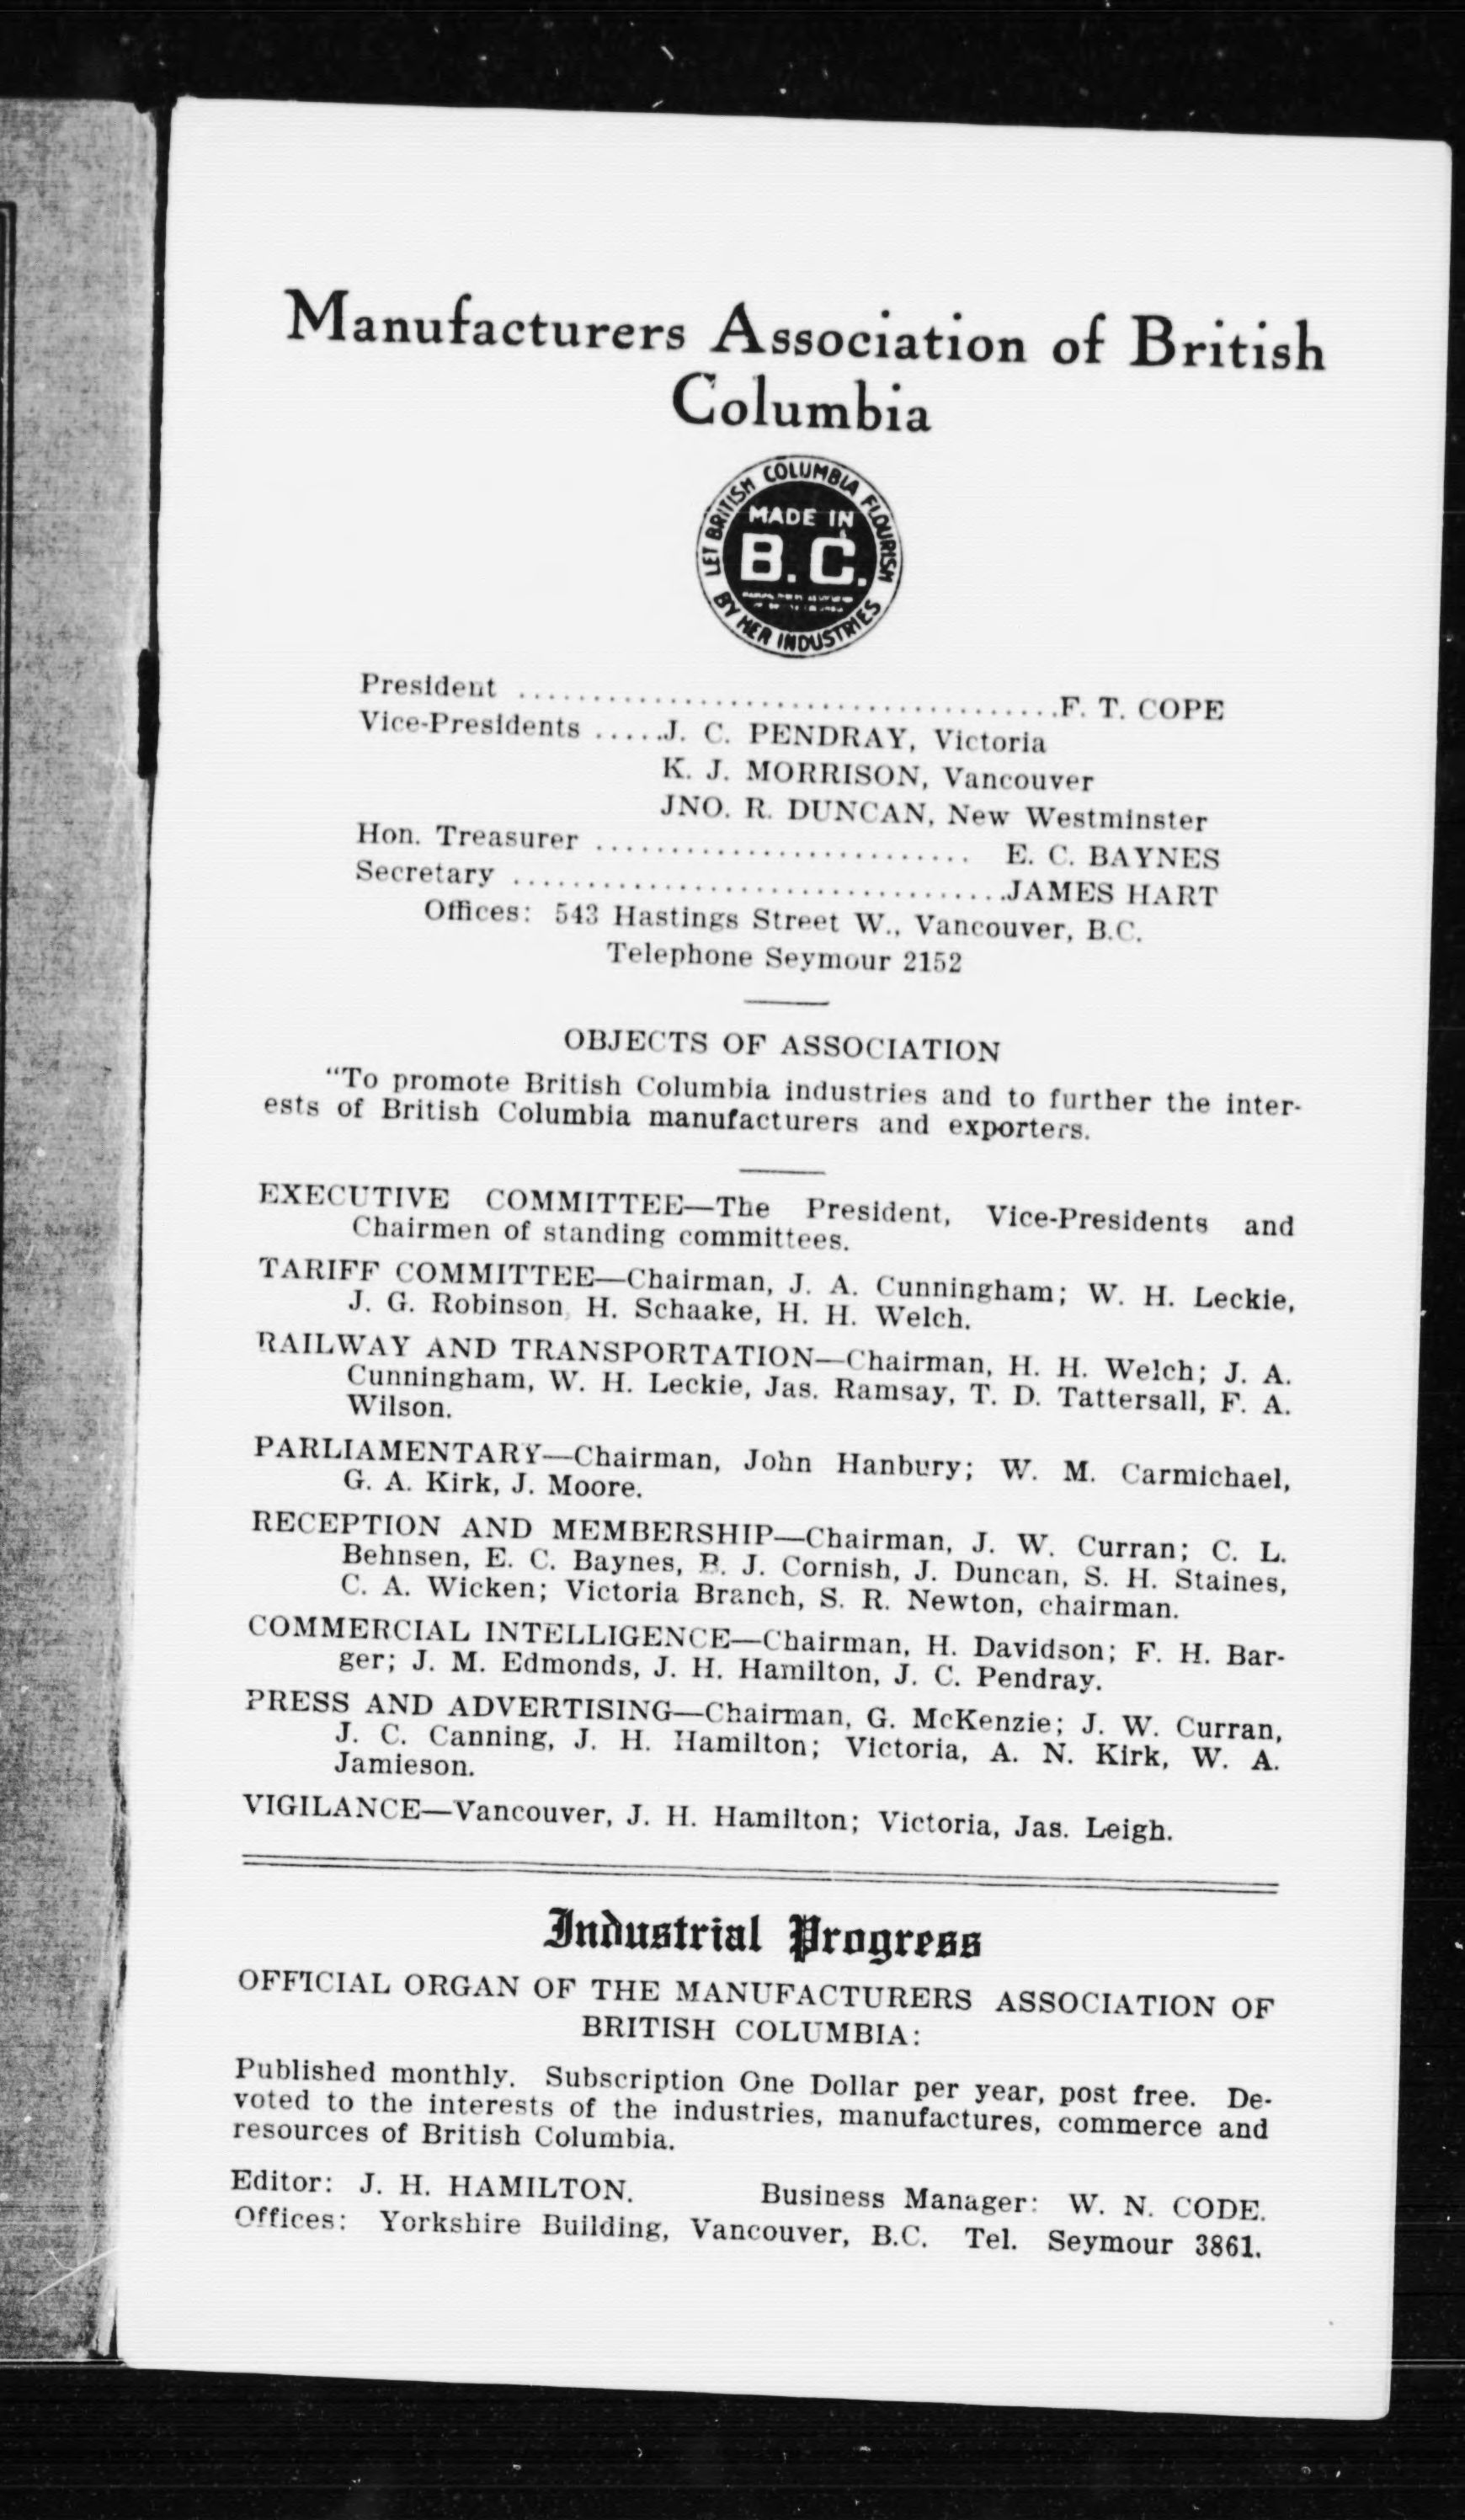 Manufacturers Association of British
Columbia
LET BRITISH COLUMBIA FLOURISH
BY HER INDUSTRIES
MADE IN
B.C.
President ....................................F. T. COPE
Vice-Presidents .....J. C. PENDRAY, Victoria
K. J. MORRISON, Vancouver
JNO. R. DUNCAN, New Westminster
Hon. Treasurer ......................... E. C. BAYNES
Secretary .................................JAMES HART
Offices: 543 Hastings Street W., Vancouver, B.C.
Telephone Seymour 2152
OBJECTS OF ASSOCIATION
"To promote British Columbia industries and to further the inter-
ests of British Columbia manufacturers and exporters.
EXECUTIVE COMMITTEE—The President, Vice-Presidents and
Chairmen of standing committees.
TARIFF COMMITTEE—Chairman, J. A. Cunningham; W. H. Leckie,
J. G. Robinson, H. Schaake, H. H. Welch.
RAILWAY AND TRANSPORTATION—Chairman, H. H. Welch; J. A.
Cunningham, W. H. Leckie, Jas. Ramsay, T. D. Tattersall, F. A.
Wilson.
PARLIAMENTARY—Chairman, John Hanbury; W. M. Carmichael,
G. A. Kirk, J. Moore.
RECEPTION AND MEMBERSHIP—Chairman, J. W. Curran; C. L.
Behnsen, E. C. Baynes, B. J. Cornish, J. Duncan, S. H. Staines,
C. A. Wicken; Victoria Branch, S. R. Newton, chairman.
COMMERCIAL INTELLIGENCE—Chairman, H. Davidson; F. H. Bar-
ger; J. M. Edmonds, J. H. Hamilton, J. C. Pendray.
PRESS AND ADVERTISING—Chairman, G. McKenzie; J. W. Curran,
J. C. Canning, J. H. Hamilton; Victoria, A. N. Kirk, W. A.
Jamieson.
VIGILANCE—Vancouver, J. H. Hamilton; Victoria, Jas. Leigh.
Industrial Progress
OFFICIAL ORGAN OF THE MANUFACTURERS ASSOCIATION OF
BRITISH COLUMBIA:
Published monthly. Subscription One Dollar per year, post free. De-
voted to the interests of the industries, manufactures, commerce and
resources of British Columbia.
Editor: J. H. HAMILTON. Business Manager: W. N. CODE.
Offices: Yorkshire Building, Vancouver, B.C. Tel. Seymour 3861.